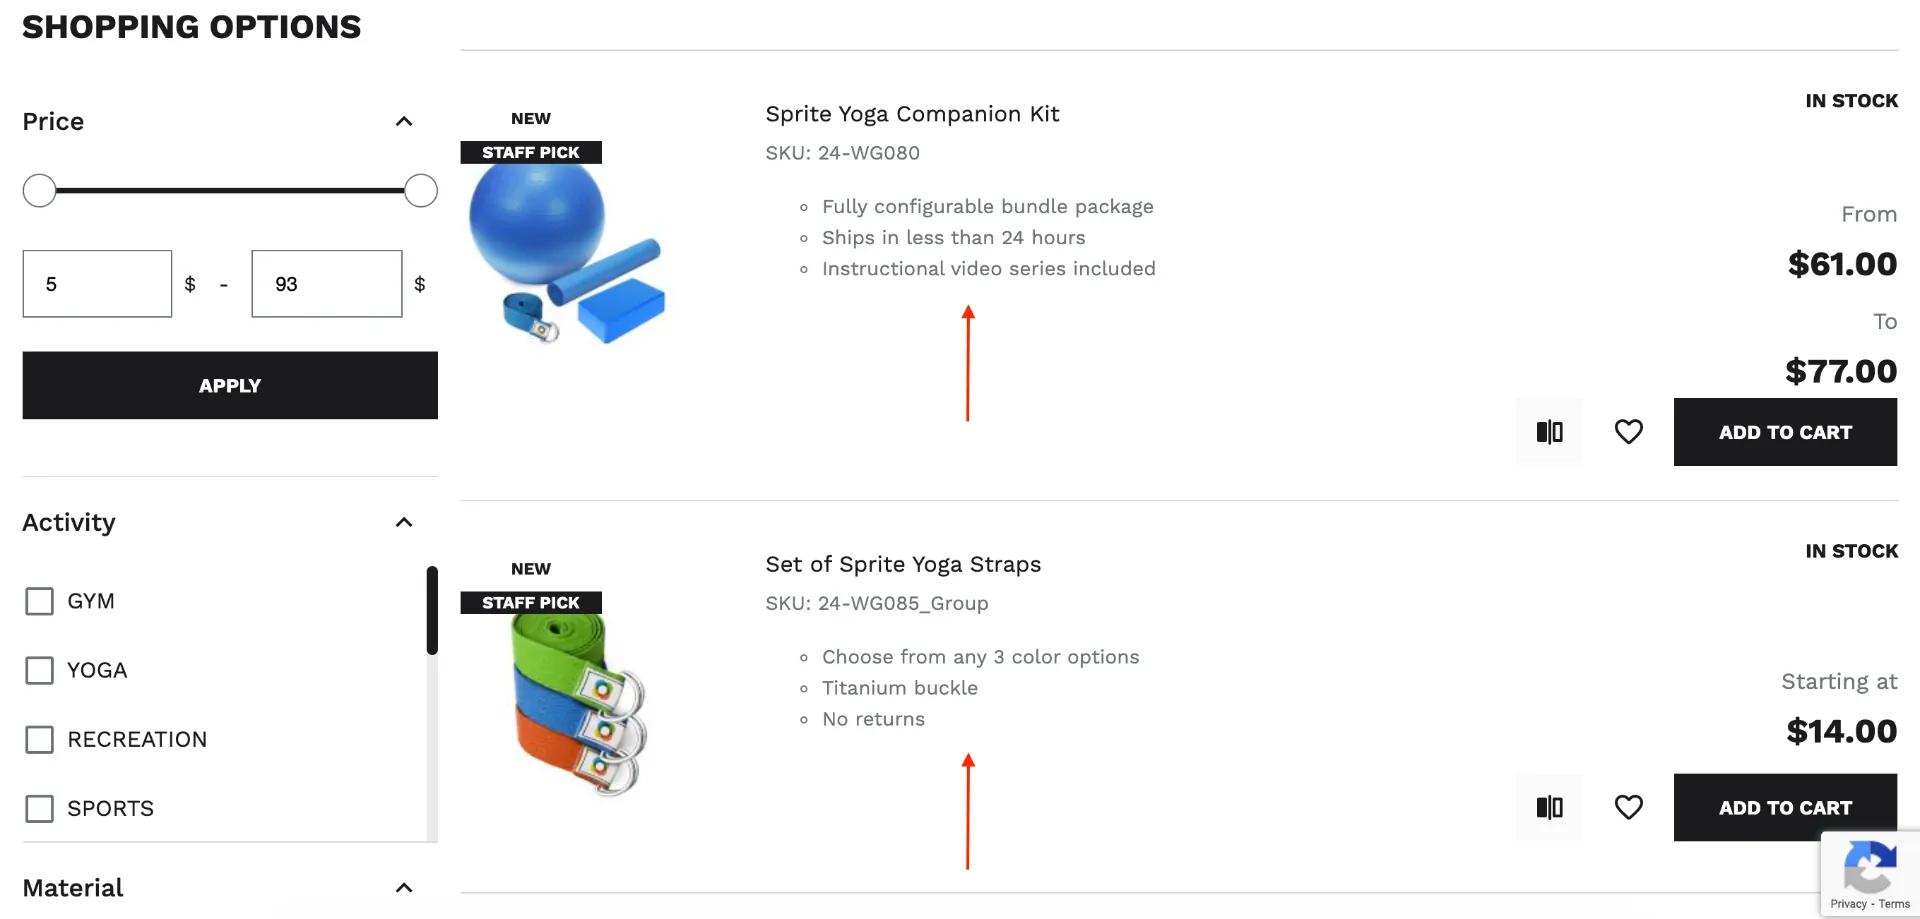 SHOPPING OPTIONS
Price
5 $ - 93 $
APPLY
Activity
GYM
YOGA
RECREATION
SPORTS
Material
NEW
STAFF PICK
Sprite Yoga Companion Kit
SKU: 24-WG080
Fully configurable bundle package
Ships in less than 24 hours
Instructional video series included
IN STOCK
From
$61.00
To
$77.00
ADD TO CART
NEW
STAFF PICK
Set of Sprite Yoga Straps
SKU: 24-WG085_Group
Choose from any 3 color options
Titanium buckle
No returns
IN STOCK
Starting at
$14.00
ADD TO CART
Privacy - Terms